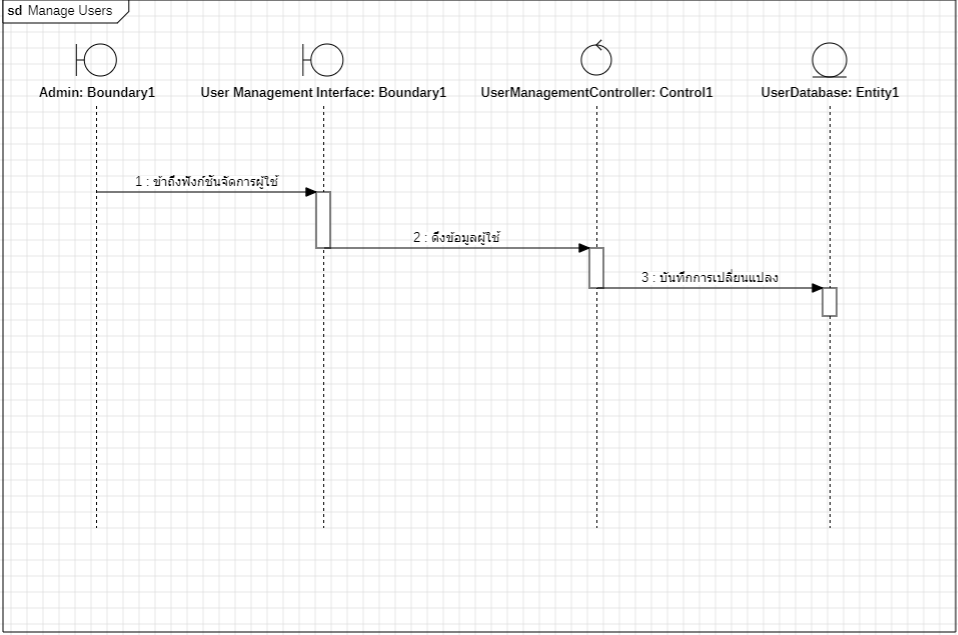 sd Manage Users
Admin: Boundary1
User Management Interface: Boundary1
UserManagementController: Control1
UserDatabase: Entity1
1 : เข้าถึงฟังก์ชันจัดการผู้ใช้
2 : ดึงข้อมูลผู้ใช้
3 : บันทึกการเปลี่ยนแปลง